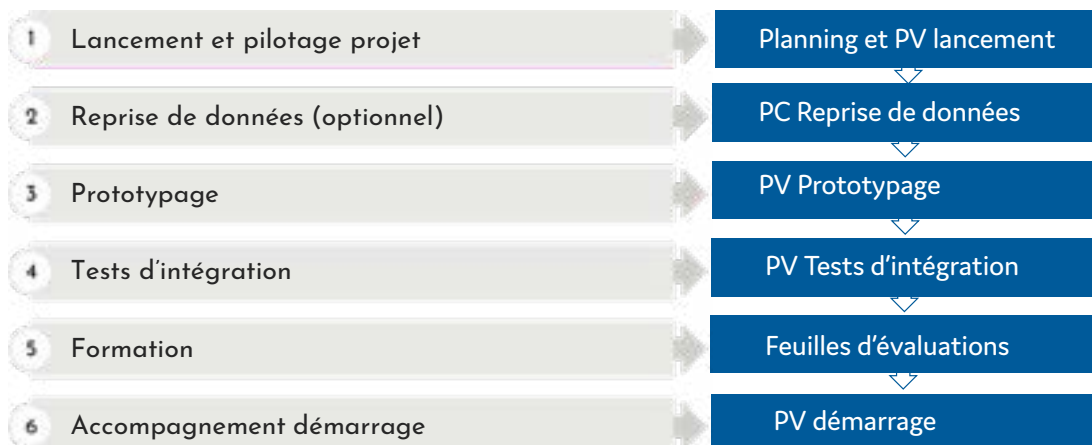 1 Lancement et pilotage projet Planning et PV lancement
2 Reprise de données (optionnel) PC Reprise de données
3 Prototypage PV Prototypage
4 Tests d'intégration PV Tests d'intégration
5 Formation Feuilles d'évaluations
6 Accompagnement démarrage PV démarrage